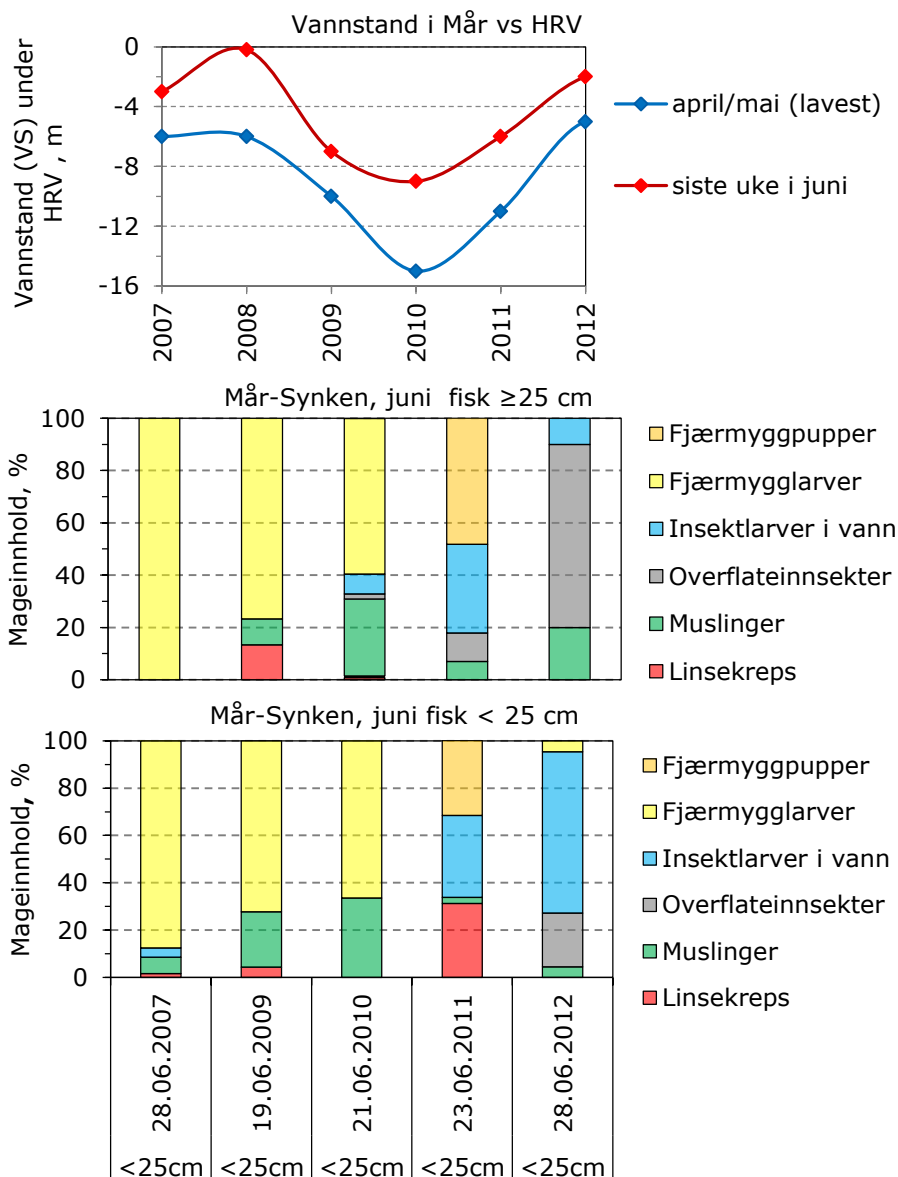 Vannstand i Mår vs HRV
Vannstand (VS) under
HRV , m
0
-4
-8
-12
-16
2007
2008
2009
2010
2011
2012
april/mai (lavest)
siste uke i juni
Mår-Synken, juni fisk ≥25 cm
Mageinnhold, %
100
80
60
40
20
0
Fjærmyggpupper
Fjærmygglarver
Insektlarver i vann
Overflateinnsekter
Muslinger
Linsekreps
Mår-Synken, juni fisk < 25 cm
Mageinnhold, %
100
80
60
40
20
0
Fjærmyggpupper
Fjærmygglarver
Insektlarver i vann
Overflateinnsekter
Muslinger
Linsekreps
28.06.2007
19.06.2009
21.06.2010
23.06.2011
28.06.2012
<25cm <25cm <25cm <25cm <25cm